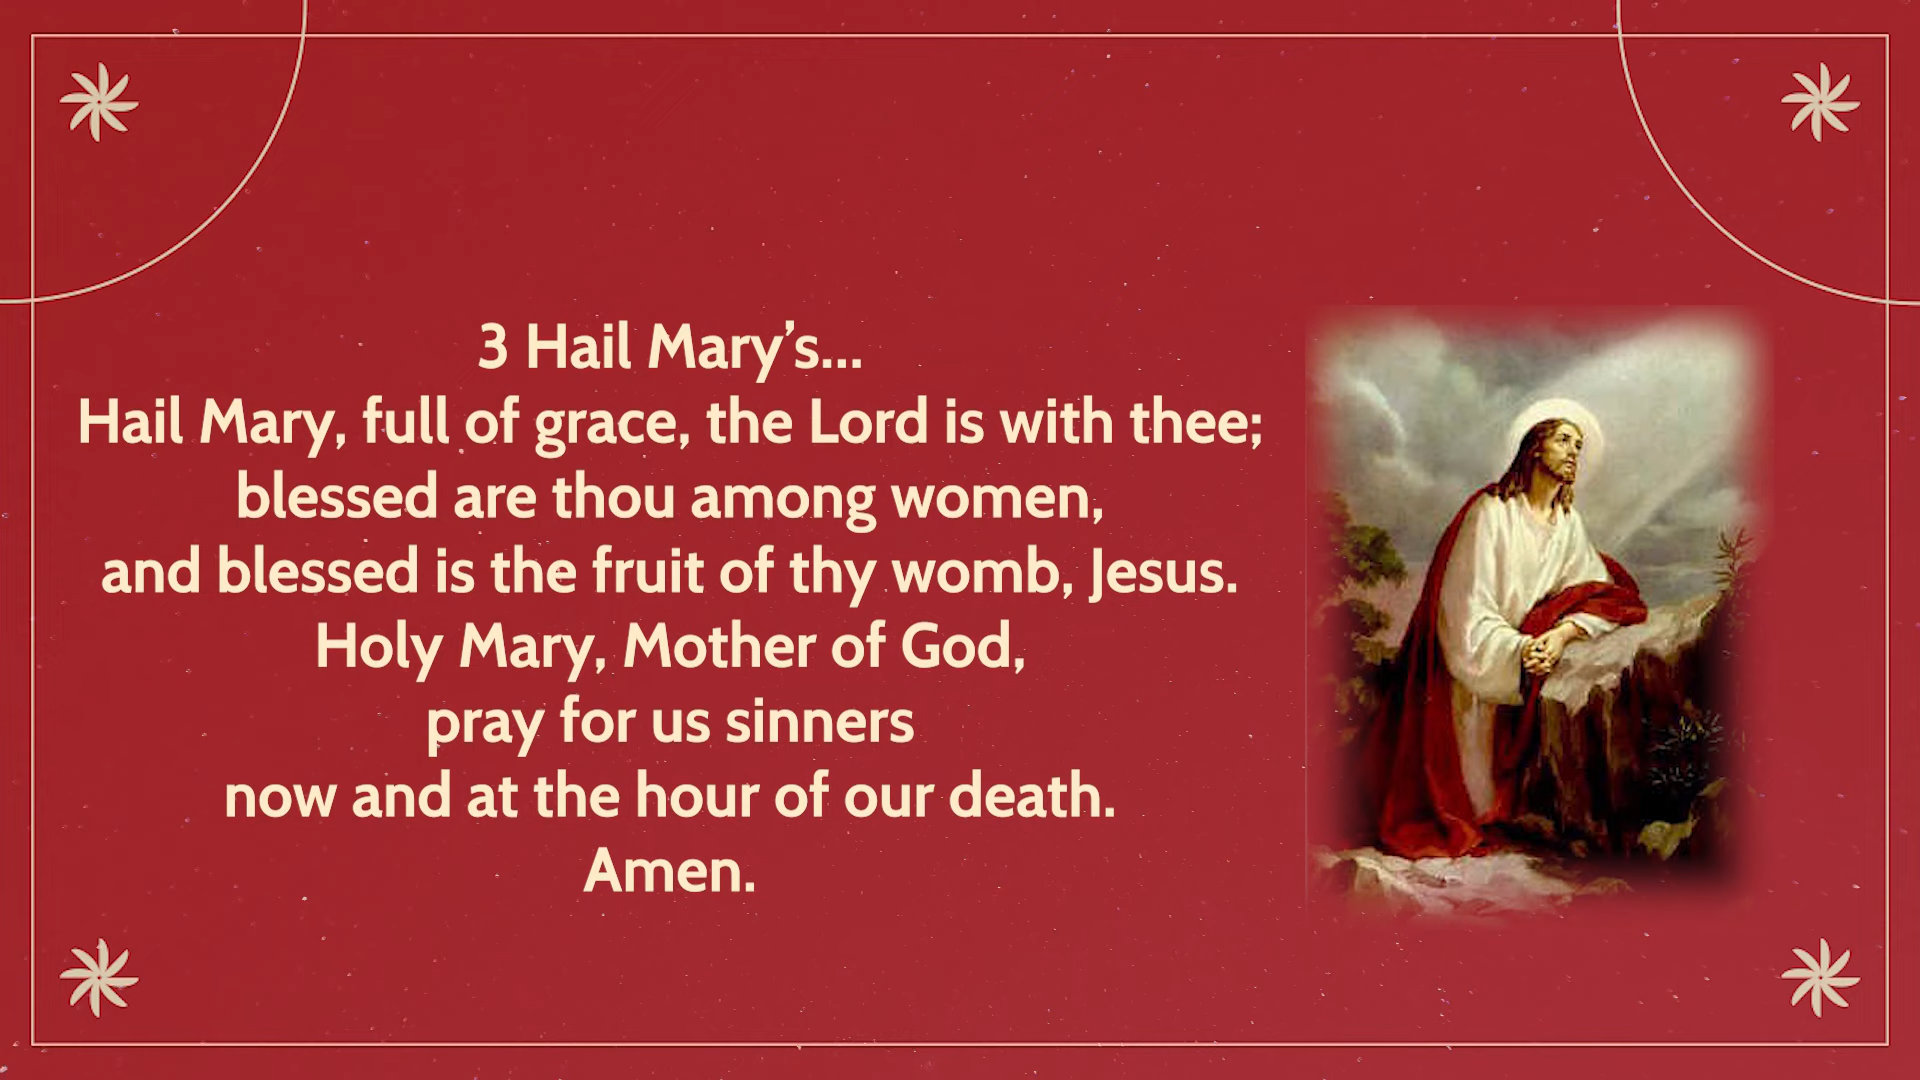 3 Hail Mary’s...
Hail Mary, full of grace, the Lord is with thee;
blessed are thou among women,
and blessed is the fruit of thy womb, Jesus.
Holy Mary, Mother of God,
pray for us sinners
now and at the hour of our death.
Amen.